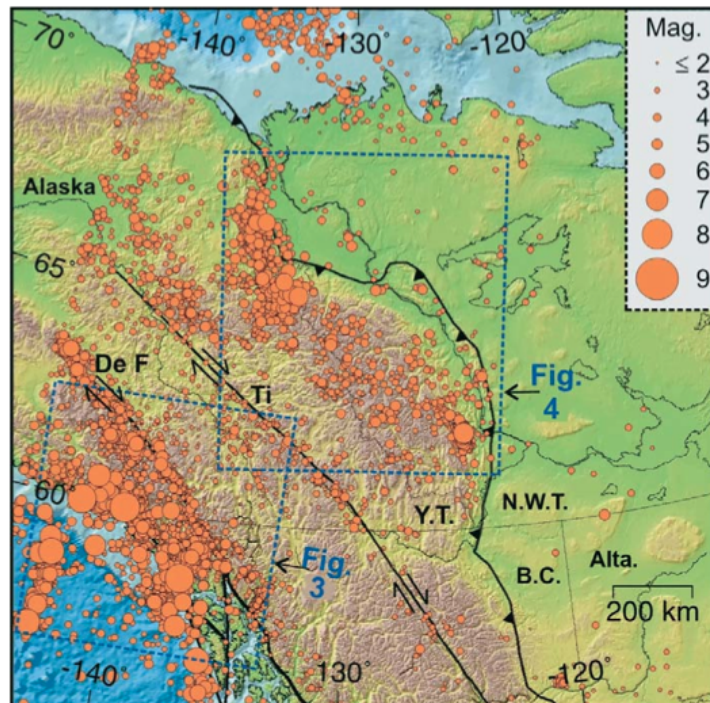 70°
-140°
-130°
-120°
Mag.
≤ 2
3
4
5
6
7
8
9
Alaska
65°
De F
Ti
Fig.
4
60°
Y.T.
N.W.T.
Fig.
3
B.C.
Alta.
200 km
-140°
130°
-120°